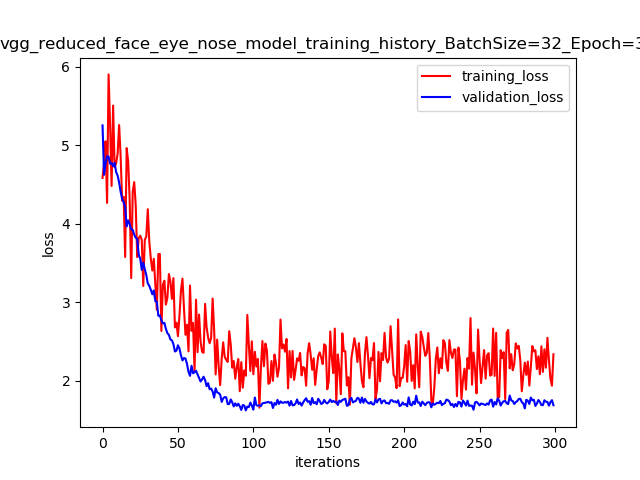 vgg_reduced_face_eye_nose_model_training_history_BatchSize=32_Epoch=3
6
5
4
3
2
loss
training_loss
validation_loss
0 50 100 150 200 250 300
iterations